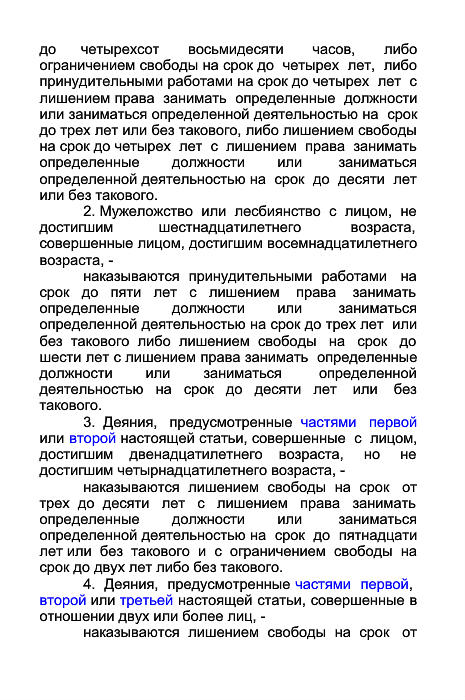 до четырехсот восьмидесяти часов, либо
ограничением свободы на срок до четырех лет, либо
принудительными работами на срок до четырех лет с
лишением права занимать определенные должности
или заниматься определенной деятельностью на срок
до трех лет или без такового, либо лишением свободы
на срок до четырех лет с лишением права занимать
определенные должности или заниматься
определенной деятельностью на срок до десяти лет
или без такового.
2. Мужеложство или лесбиянство с лицом, не
достигшим шестнадцатилетнего возраста,
совершенные лицом, достигшим восемнадцатилетнего
возраста, -
наказываются принудительными работами на
срок до пяти лет с лишением права занимать
определенные должности или заниматься
определенной деятельностью на срок до трех лет или
без такового либо лишением свободы на срок до
шести лет с лишением права занимать определенные
должности или заниматься определенной
деятельностью на срок до десяти лет или без
такового.
3. Деяния, предусмотренные частями первой
или второй настоящей статьи, совершенные с лицом,
достигшим двенадцатилетнего возраста, но не
достигшим четырнадцатилетнего возраста, -
наказываются лишением свободы на срок от
трех до десяти лет с лишением права занимать
определенные должности или заниматься
определенной деятельностью на срок до пятнадцати
лет или без такового и с ограничением свободы на
срок до двух лет либо без такового.
4. Деяния, предусмотренные частями первой,
второй или третьей настоящей статьи, совершенные в
отношении двух или более лиц, -
наказываются лишением свободы на срок от